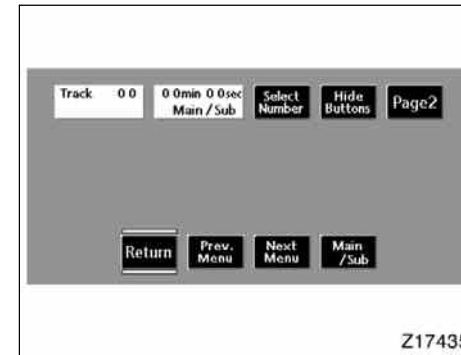 Track 0 0
0 0min 0 0sec
Main / Sub
Select
Number
Hide
Buttons
Page2
Return
Prev.
Menu
Next
Menu
Main
/Sub
Z17435